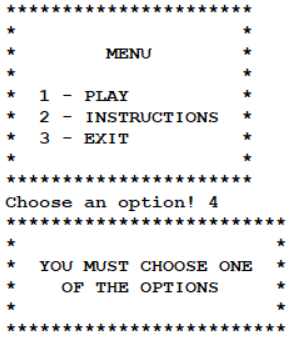 **********************
*                    *
*        MENU        *
*                    *
*  1 - PLAY          *
*  2 - INSTRUCTIONS  *
*  3 - EXIT          *
*                    *
**********************
Choose an option! 4
*************************
*                       *
*  YOU MUST CHOOSE ONE  *
*    OF THE OPTIONS     *
*                       *
*************************